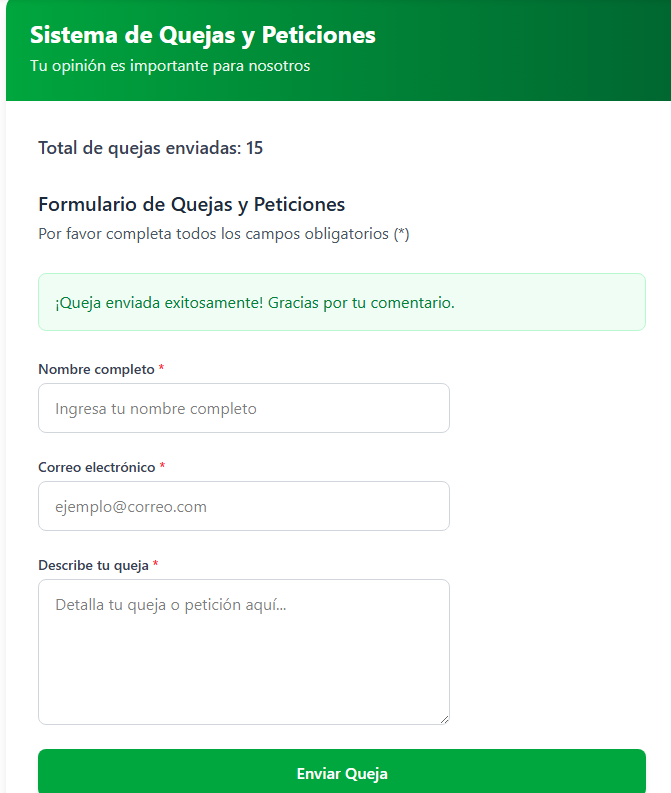 Sistema de Quejas y Peticiones
Tu opinión es importante para nosotros
Total de quejas enviadas: 15
Formulario de Quejas y Peticiones
Por favor completa todos los campos obligatorios (*)
¡Queja enviada exitosamente! Gracias por tu comentario.
Nombre completo *
Ingresa tu nombre completo
Correo electrónico *
ejemplo@correo.com
Describe tu queja *
Detalla tu queja o petición aquí...
Enviar Queja